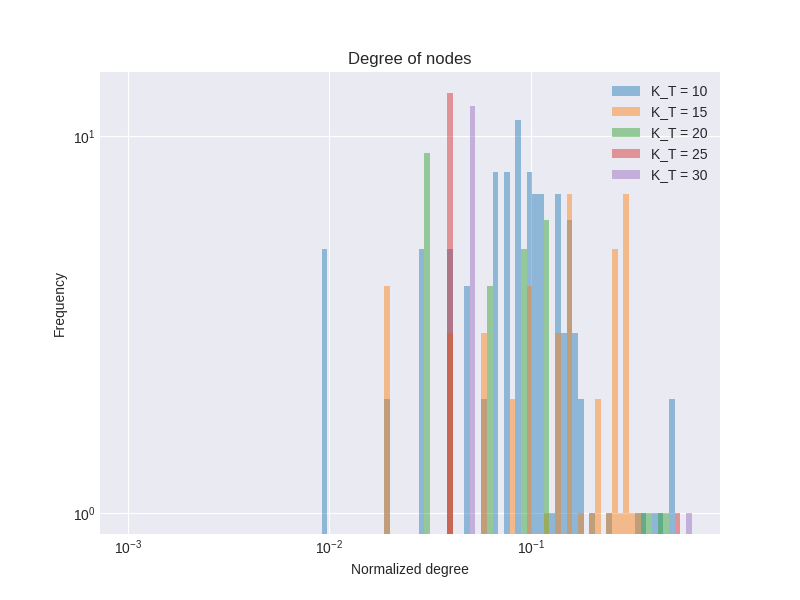 Degree of nodes
K_T = 10
K_T = 15
K_T = 20
K_T = 25
K_T = 30
Frequency
10¹
10⁰
10⁻³
10⁻²
10⁻¹
Normalized degree